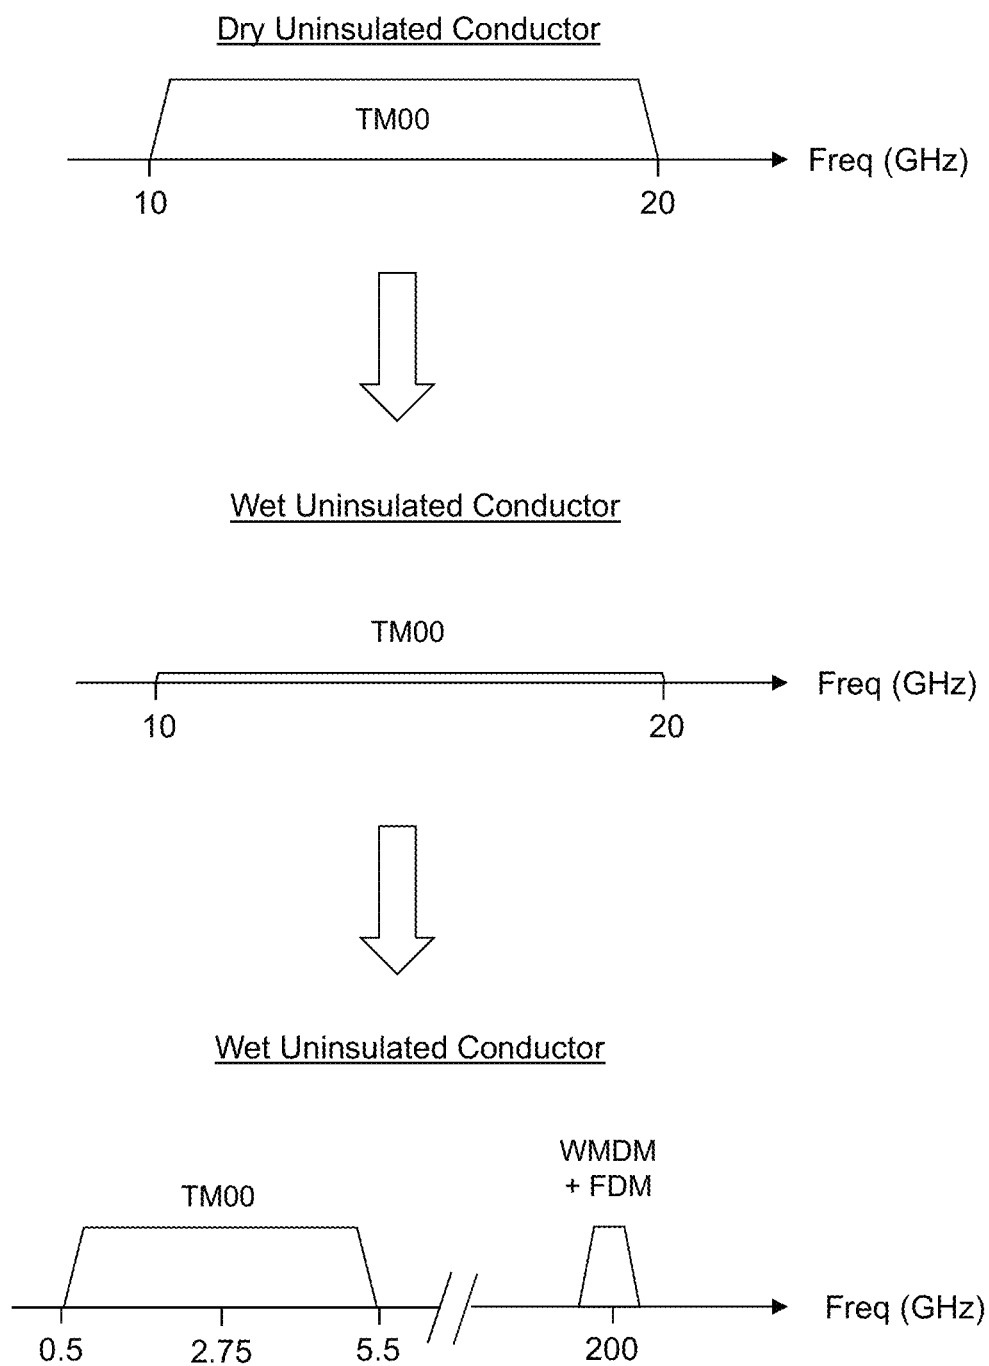 Dry Uninsulated Conductor
TM00
Freq (GHz)
10 20
Wet Uninsulated Conductor
TM00
Freq (GHz)
10 20
Wet Uninsulated Conductor
WMDM
+ FDM
TM00
Freq (GHz)
0.5 2.75 5.5 200